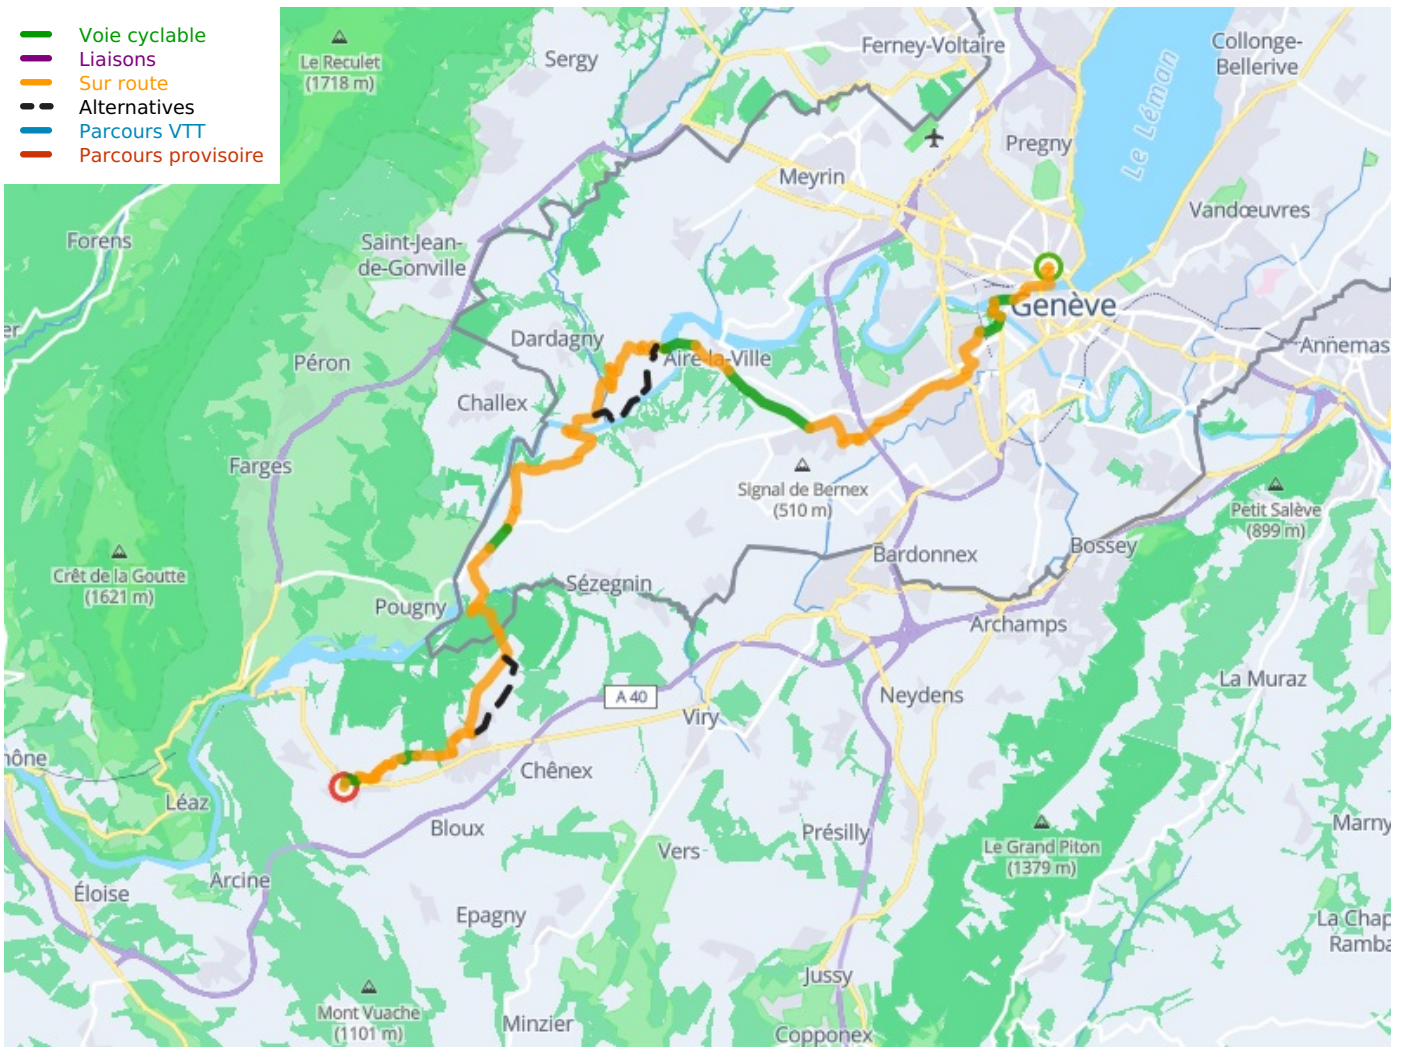 Voie cyclable
Liaisons
Sur route
Alternatives
Parcours VTT
Parcours provisoire
Le Reculet
(1718 m)
Sergy
Ferney-Voltaire
Collonge-
Bellerive
Le Léman
Pregny
Meyrin
Vandœuvres
Forens
Saint-Jean-
de-Gonville
Genève
er
Dardagny
Aire-la-Ville
Annemas
Péron
Challex
Farges
Signal de Bernex
(510 m)
Petit Salève
(899 m)
Bardonnex
Bossey
Crêt de la Goutte
(1621 m)
Sézegnin
Pougny
Archamps
La Muraz
A 40
Neydens
Viry
hône
Chênex
Léaz
Bloux
Présilly
Marny
Vers
Le Grand Piton
(1379 m)
Arcine
Éloise
Epagny
La Chap
Ramba
Jussy
Mont Vuache
(1101 m)
Minzier
Copponex